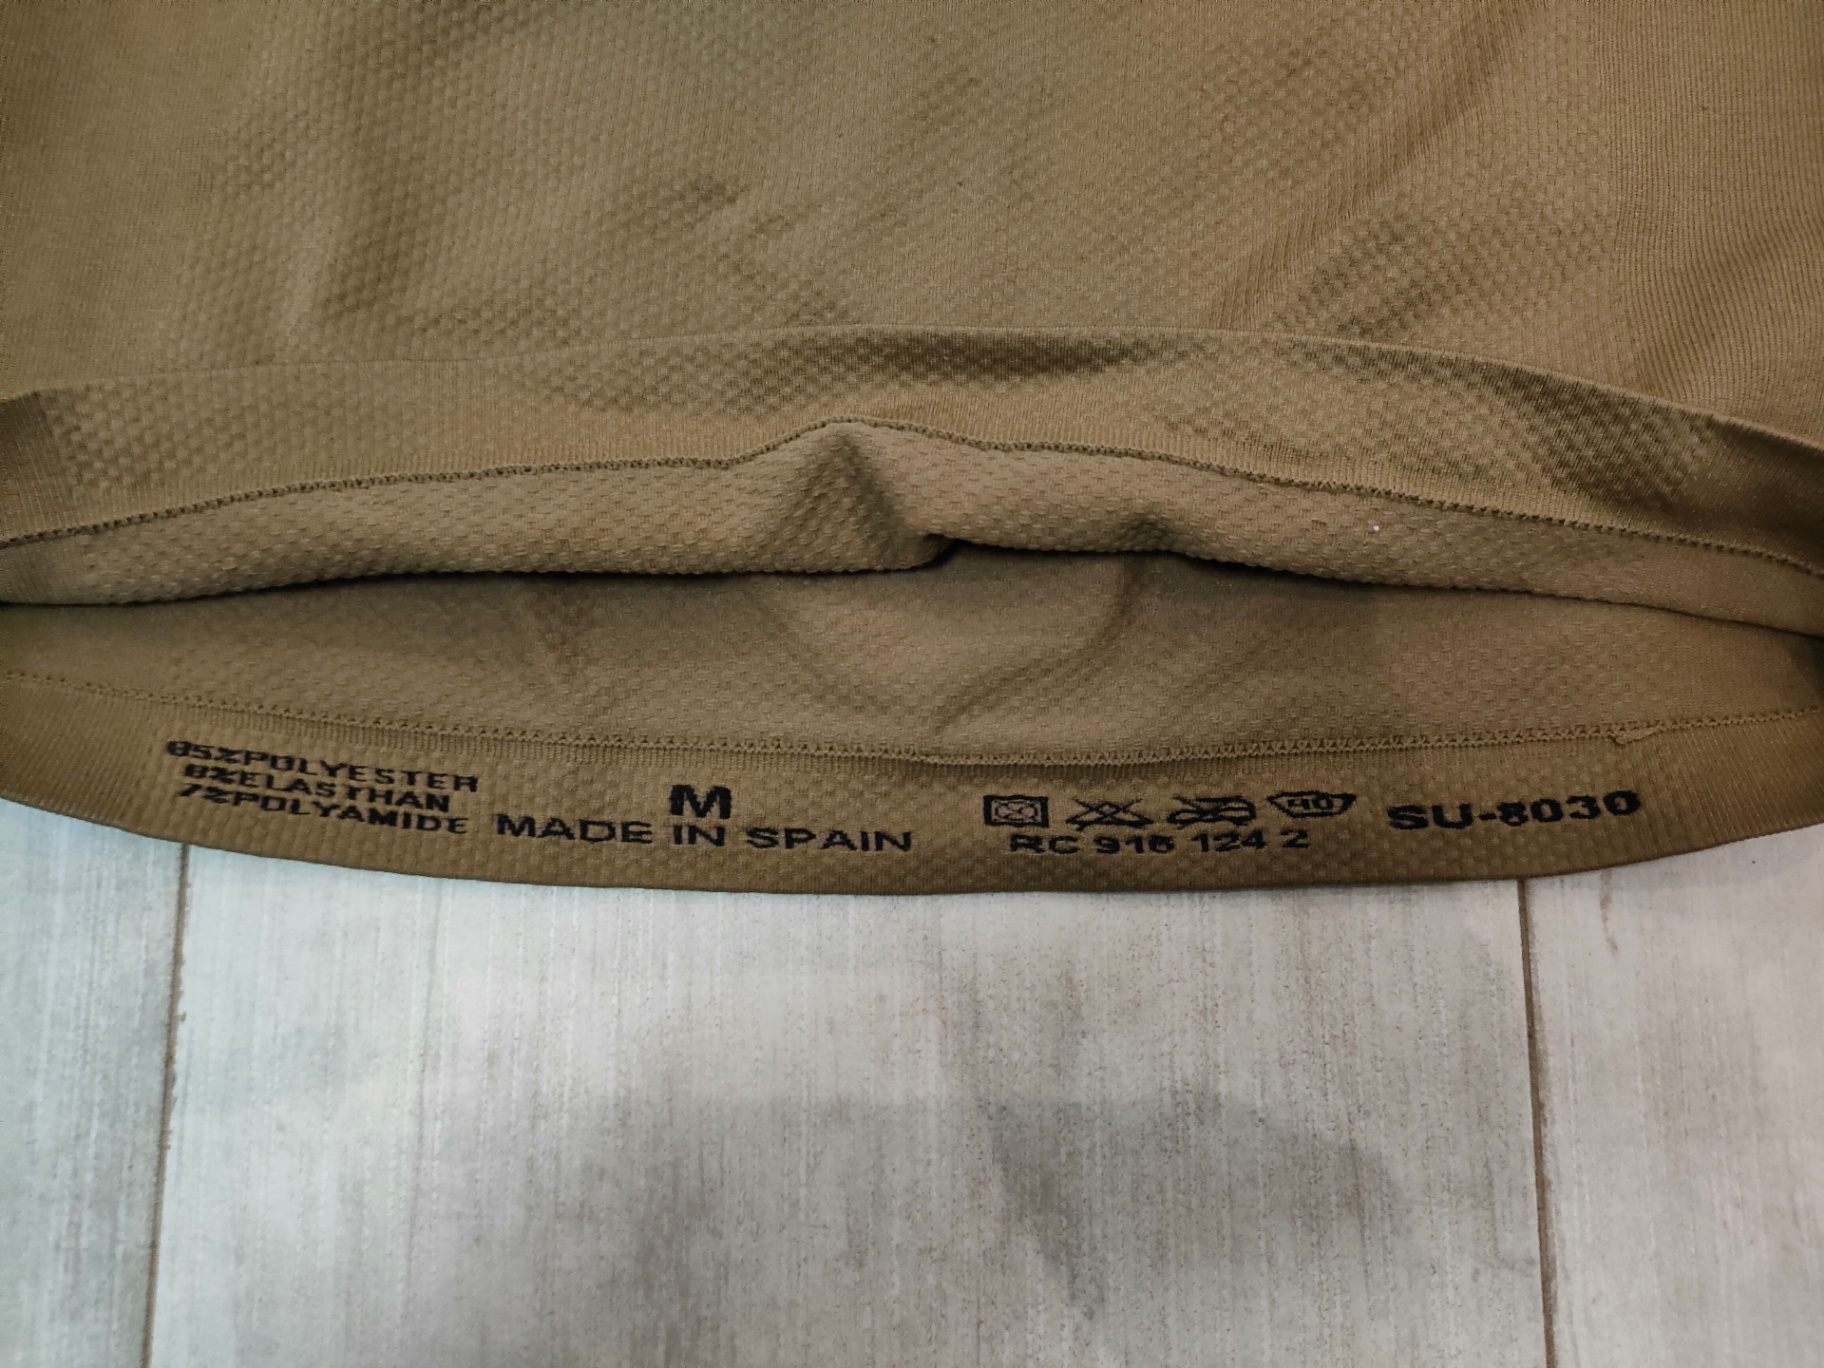 85%POLYESTER
8%ELASTHAN
7%POLYAMIDE
M
MADE IN SPAIN
40
RC 916 124 2
SU-8030